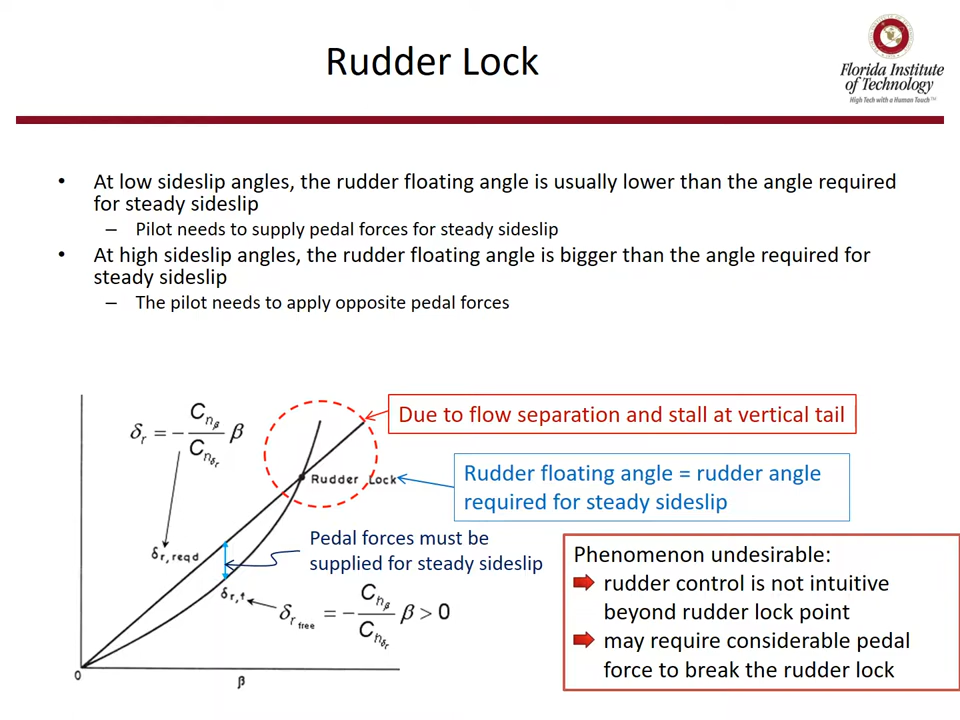 Rudder Lock
Florida Institute
of Technology
High Tech with a Human Touch™
• At low sideslip angles, the rudder floating angle is usually lower than the angle required
for steady sideslip
– Pilot needs to supply pedal forces for steady sideslip
• At high sideslip angles, the rudder floating angle is bigger than the angle required for
steady sideslip
– The pilot needs to apply opposite pedal forces
δr = − Cnβ / Cnδr β
Due to flow separation and stall at vertical tail
Rudder Lock
Rudder floating angle = rudder angle
required for steady sideslip
Pedal forces must be
supplied for steady sideslip
δr,reqd
δr,f
δr free = − Cnβ / Cnδr β > 0
Phenomenon undesirable:
rudder control is not intuitive
beyond rudder lock point
may require considerable pedal
force to break the rudder lock
0
β